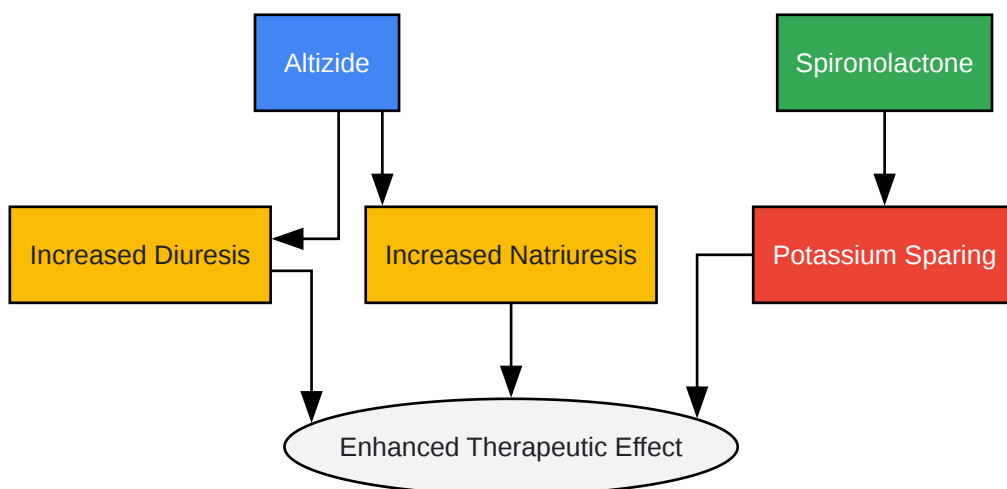 Altizide
Spironolactone
Increased Diuresis
Increased Natriuresis
Potassium Sparing
Enhanced Therapeutic Effect